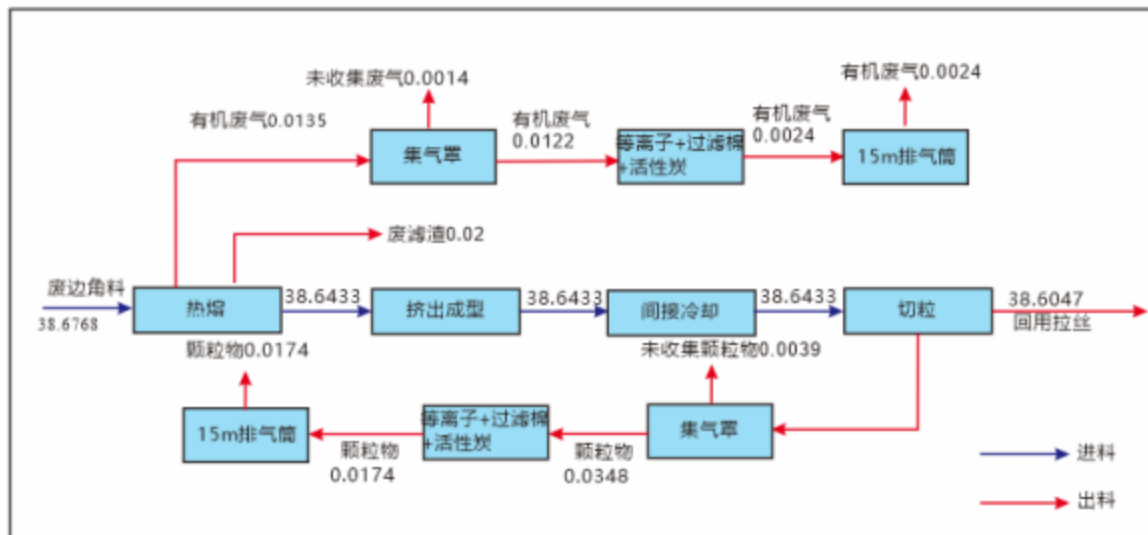 未收集废气0.0014
有机废气0.0024
有机废气0.0135
集气罩
有机废气
0.0122
等离子+过滤棉
+活性炭
有机废气
0.0024
15m排气筒
废滤渣0.02
废边角料
38.6768
热熔
38.6433
挤出成型
38.6433
间接冷却
38.6433
切粒
38.6047
回用拉丝
颗粒物0.0174
未收集颗粒物0.0039
15m排气筒
颗粒物
0.0174
等离子+过滤棉
+活性炭
颗粒物
0.0348
集气罩
进料
出料